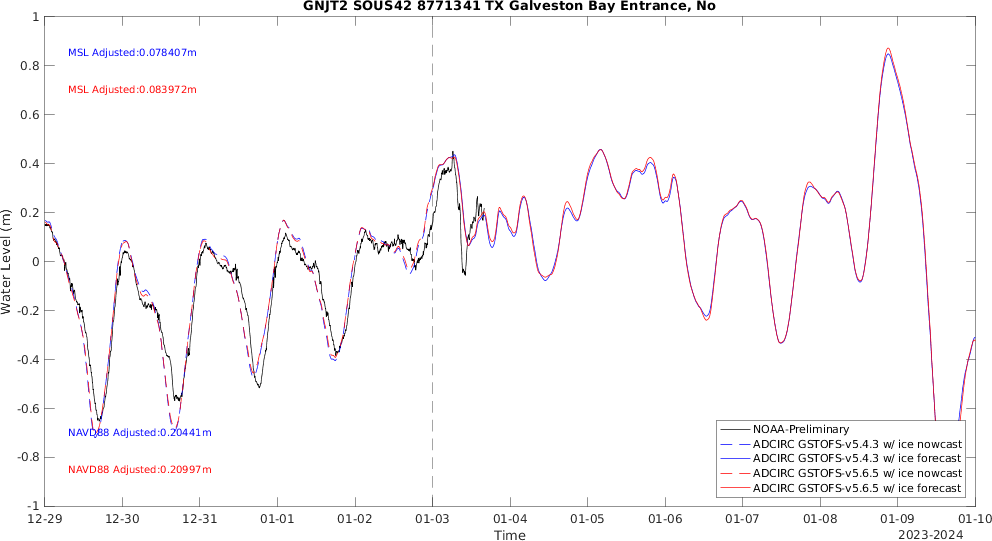 GNJT2 SOUS42 8771341 TX Galveston Bay Entrance, No
MSL Adjusted:0.078407m
MSL Adjusted:0.083972m
NAVD88 Adjusted:0.20441m
NAVD88 Adjusted:0.20997m
Water Level (m)
1
0.8
0.6
0.4
0.2
0
-0.2
-0.4
-0.6
-0.8
-1
NOAA-Preliminary
ADCIRC GSTOFS-v5.4.3 w/ ice nowcast
ADCIRC GSTOFS-v5.4.3 w/ ice forecast
ADCIRC GSTOFS-v5.6.5 w/ ice nowcast
ADCIRC GSTOFS-v5.6.5 w/ ice forecast
12-29 12-30 12-31 01-01 01-02 01-03 01-04 01-05 01-06 01-07 01-08 01-09 01-10
Time
2023-2024